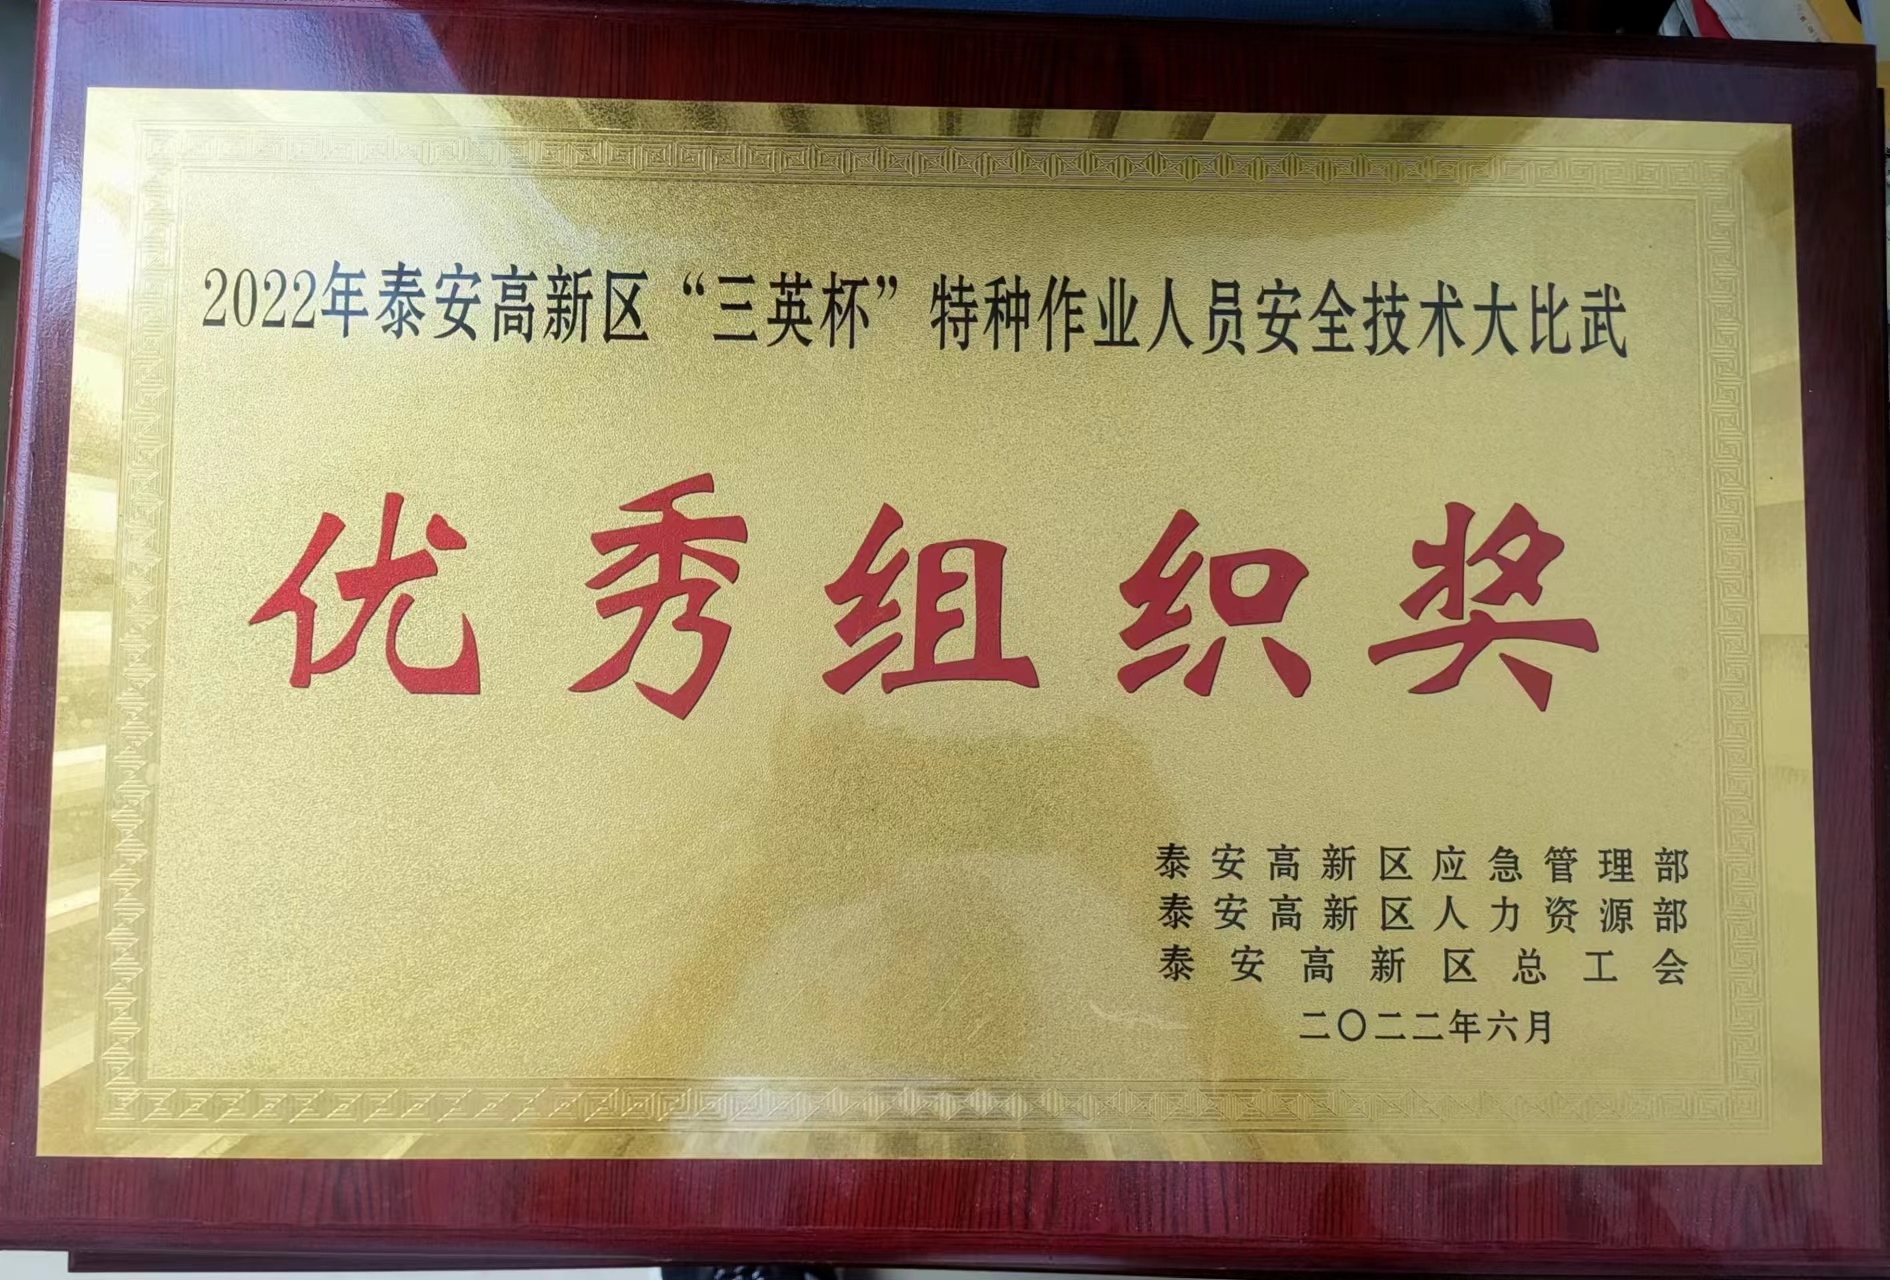 2022年泰安高新区“三英杯”特种作业人员安全技术大比武
优秀组织奖
泰安高新区应急管理部
泰安高新区人力资源部
泰安高新区总工会
二〇二二年六月